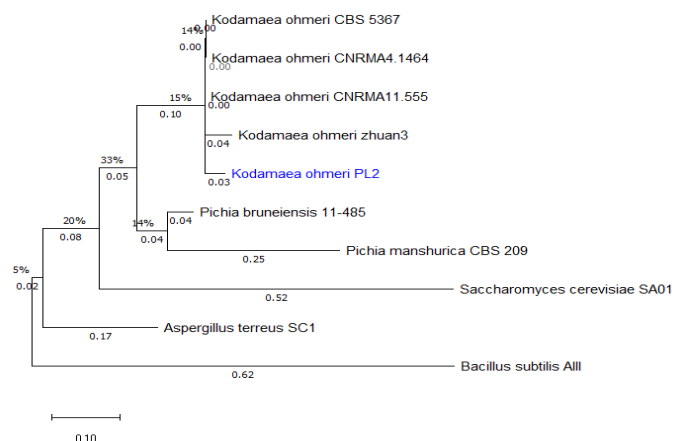 Kodamaea ohmeri CBS 5367
14%
0.00
0.00
Kodamaea ohmeri CNRMA4.1464
0.00
15%
Kodamaea ohmeri CNRMA11.555
0.00
0.10
Kodamaea ohmeri zhuan3
0.04
33%
0.05
Kodamaea ohmeri PL2
0.03
Pichia bruneiensis 11-485
0.04
20%
14%
0.08
0.04
Pichia manshurica CBS 209
0.25
5%
0.02
Saccharomyces cerevisiae SA01
0.52
Aspergillus terreus SC1
0.17
Bacillus subtilis AIII
0.62
0.10